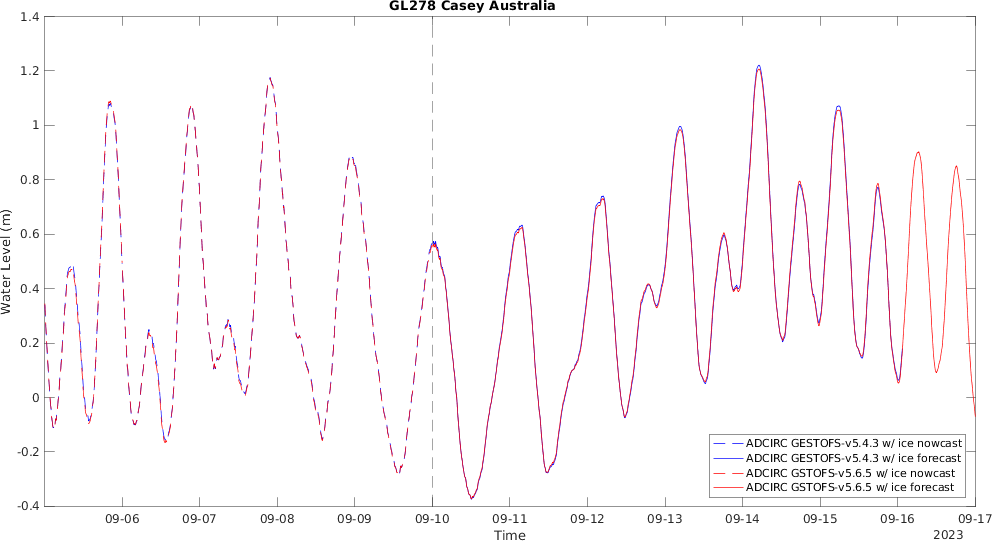 GL278 Casey Australia
1.4
1.2
1
0.8
0.6
0.4
0.2
0
-0.2
-0.4
Water Level (m)
09-06 09-07 09-08 09-09 09-10 09-11 09-12 09-13 09-14 09-15 09-16 09-17
Time
2023
ADCIRC GESTOFS-v5.4.3 w/ ice nowcast
ADCIRC GESTOFS-v5.4.3 w/ ice forecast
ADCIRC GSTOFS-v5.6.5 w/ ice nowcast
ADCIRC GSTOFS-v5.6.5 w/ ice forecast